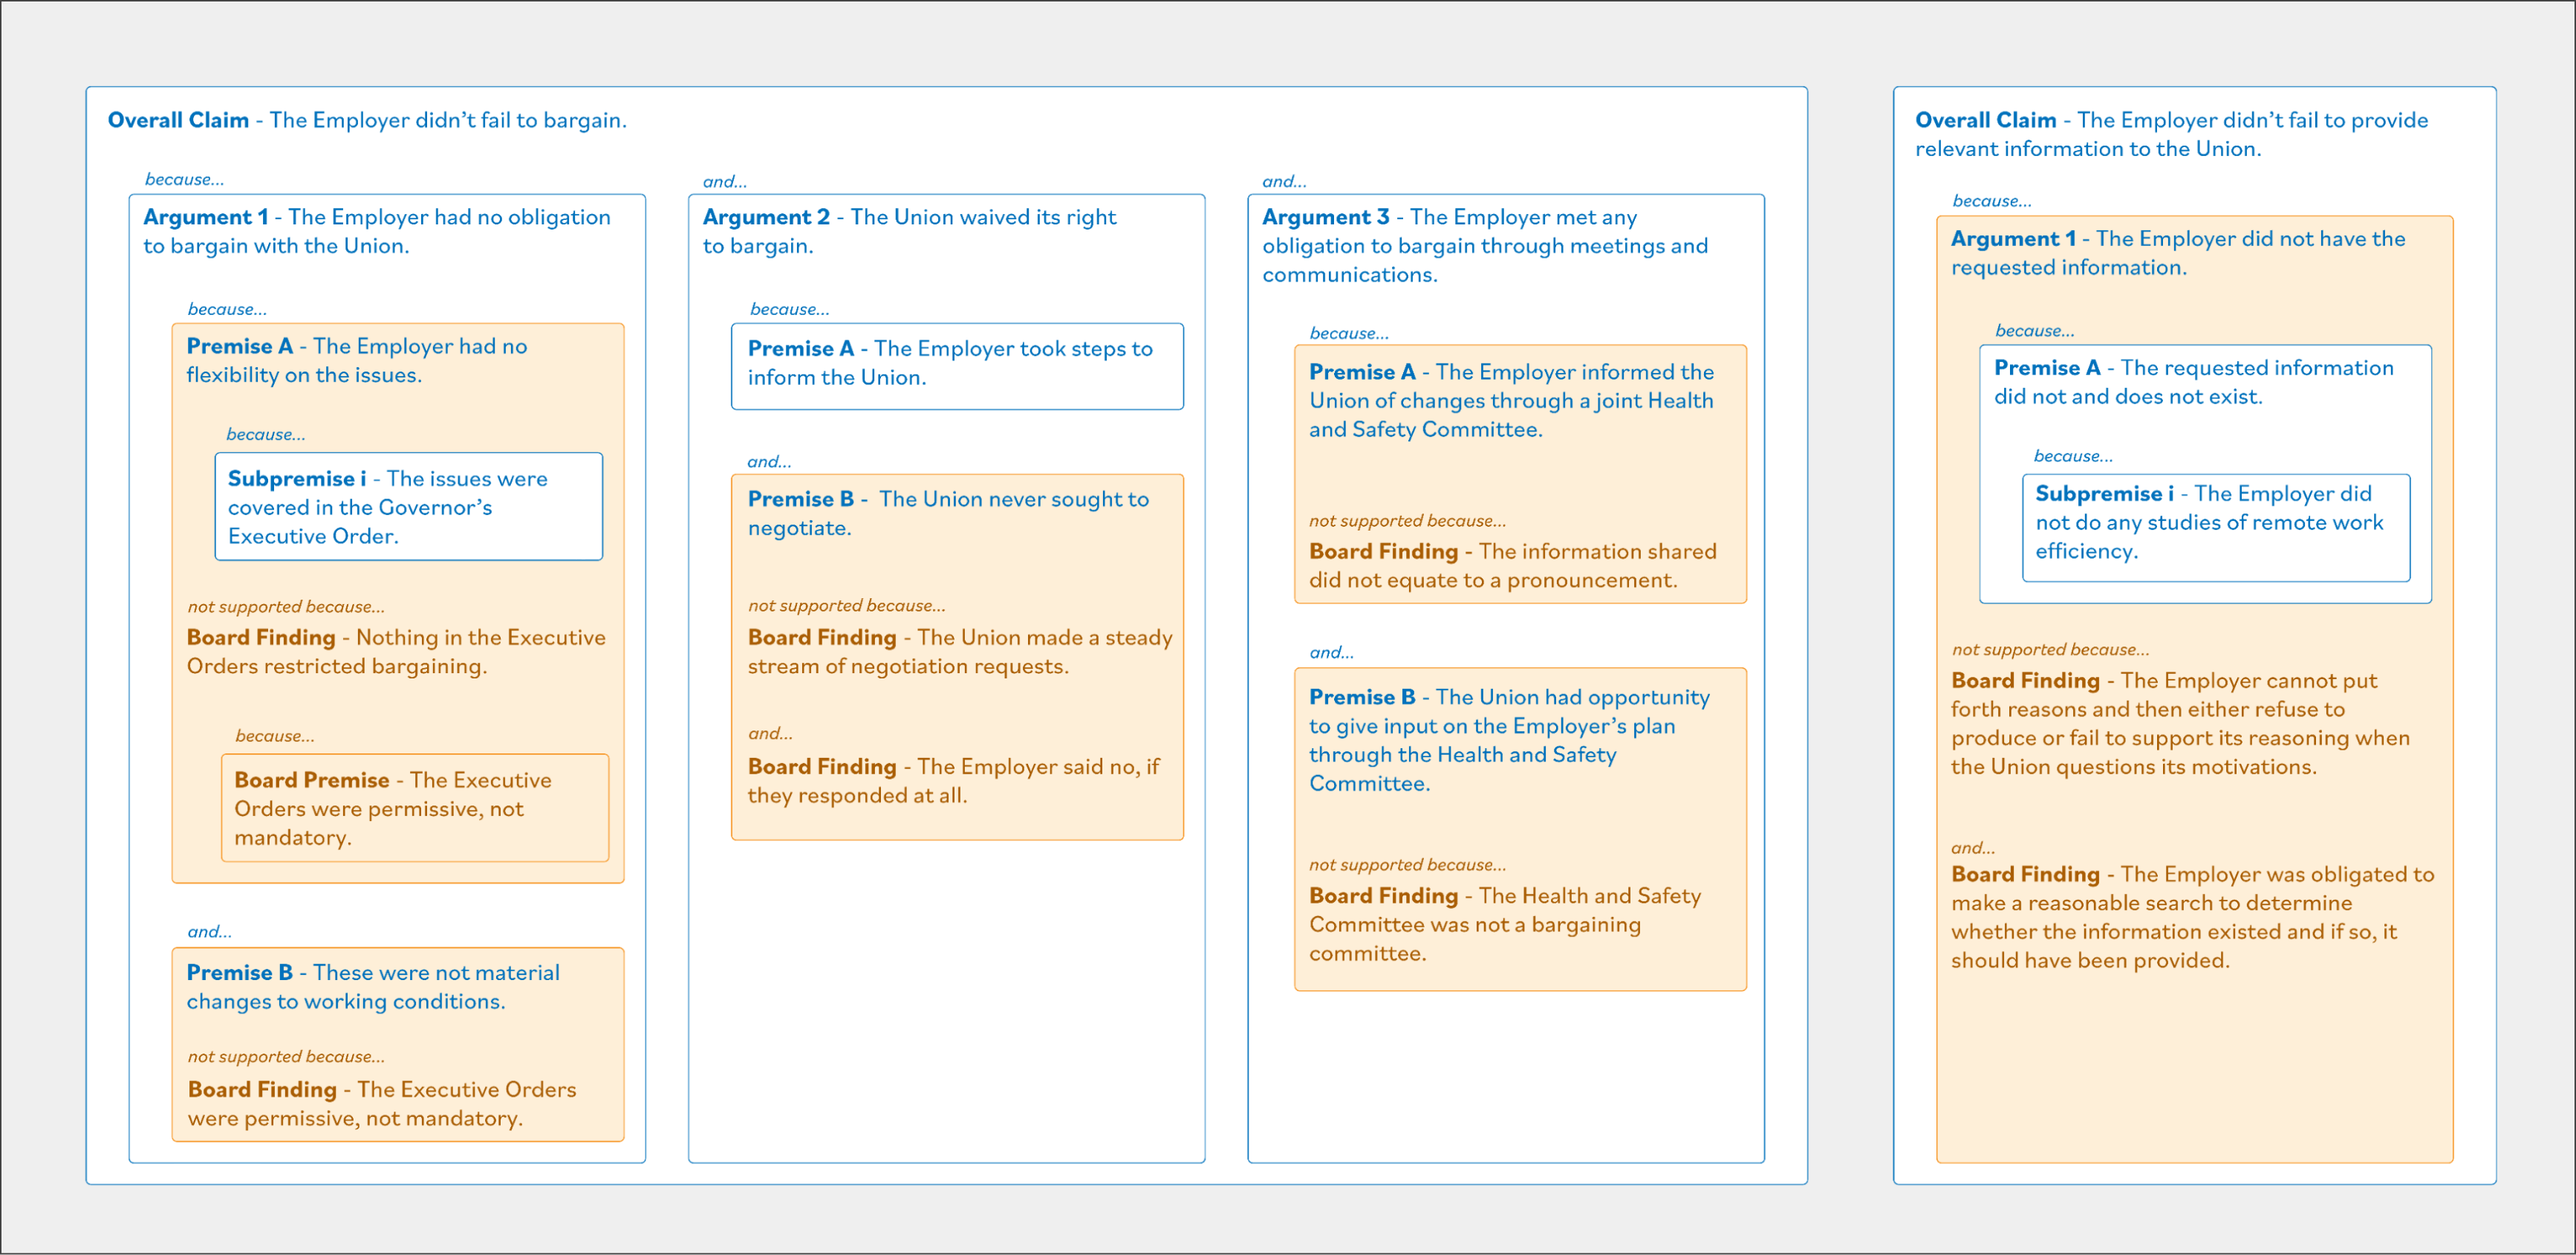 Overall Claim - The Employer didn’t fail to bargain.
because...
Argument 1 - The Employer had no obligation
to bargain with the Union.
because...
Premise A - The Employer had no
flexibility on the issues.
because...
Subpremise i - The issues were
covered in the Governor’s
Executive Order.
not supported because...
Board Finding - Nothing in the Executive
Orders restricted bargaining.
because...
Board Premise - The Executive
Orders were permissive, not
mandatory.
and...
Premise B - These were not material
changes to working conditions.
not supported because...
Board Finding - The Executive Orders
were permissive, not mandatory.
and...
Argument 2 - The Union waived its right
to bargain.
because...
Premise A - The Employer took steps to
inform the Union.
and...
Premise B - The Union never sought to
negotiate.
not supported because...
Board Finding - The Union made a steady
stream of negotiation requests.
and...
Board Finding - The Employer said no, if
they responded at all.
and...
Argument 3 - The Employer met any
obligation to bargain through meetings and
communications.
because...
Premise A - The Employer informed the
Union of changes through a joint Health
and Safety Committee.
not supported because...
Board Finding - The information shared
did not equate to a pronouncement.
and...
Premise B - The Union had opportunity
to give input on the Employer’s plan
through the Health and Safety
Committee.
not supported because...
Board Finding - The Health and Safety
Committee was not a bargaining
committee.
Overall Claim - The Employer didn’t fail to provide
relevant information to the Union.
because...
Argument 1 - The Employer did not have the
requested information.
because...
Premise A - The requested information
did not and does not exist.
because...
Subpremise i - The Employer did
not do any studies of remote work
efficiency.
not supported because...
Board Finding - The Employer cannot put
forth reasons and then either refuse to
produce or fail to support its reasoning when
the Union questions its motivations.
and...
Board Finding - The Employer was obligated to
make a reasonable search to determine
whether the information existed and if so, it
should have been provided.